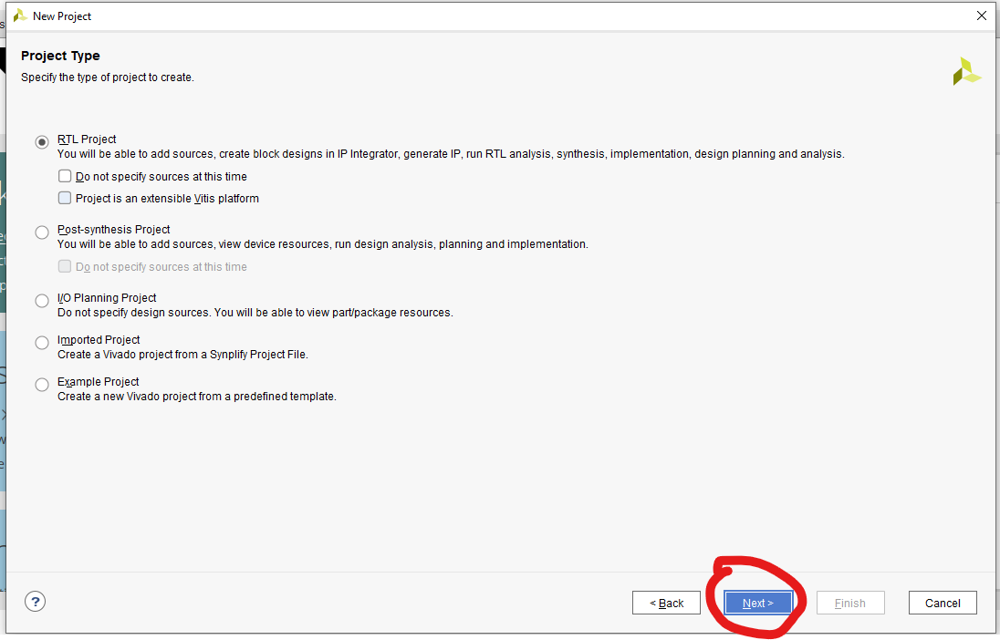 New Project
Project Type
Specify the type of project to create.
RTL Project
You will be able to add sources, create block designs in IP Integrator, generate IP, run RTL analysis, synthesis, implementation, design planning and analysis.
Do not specify sources at this time
Project is an extensible Vitis platform
Post-synthesis Project
You will be able to add sources, view device resources, run design analysis, planning and implementation.
Do not specify sources at this time
I/O Planning Project
Do not specify design sources. You will be able to view part/package resources.
Imported Project
Create a Vivado project from a Synplify Project File.
Example Project
Create a new Vivado project from a predefined template.
?
< Back
Next >
Finish
Cancel